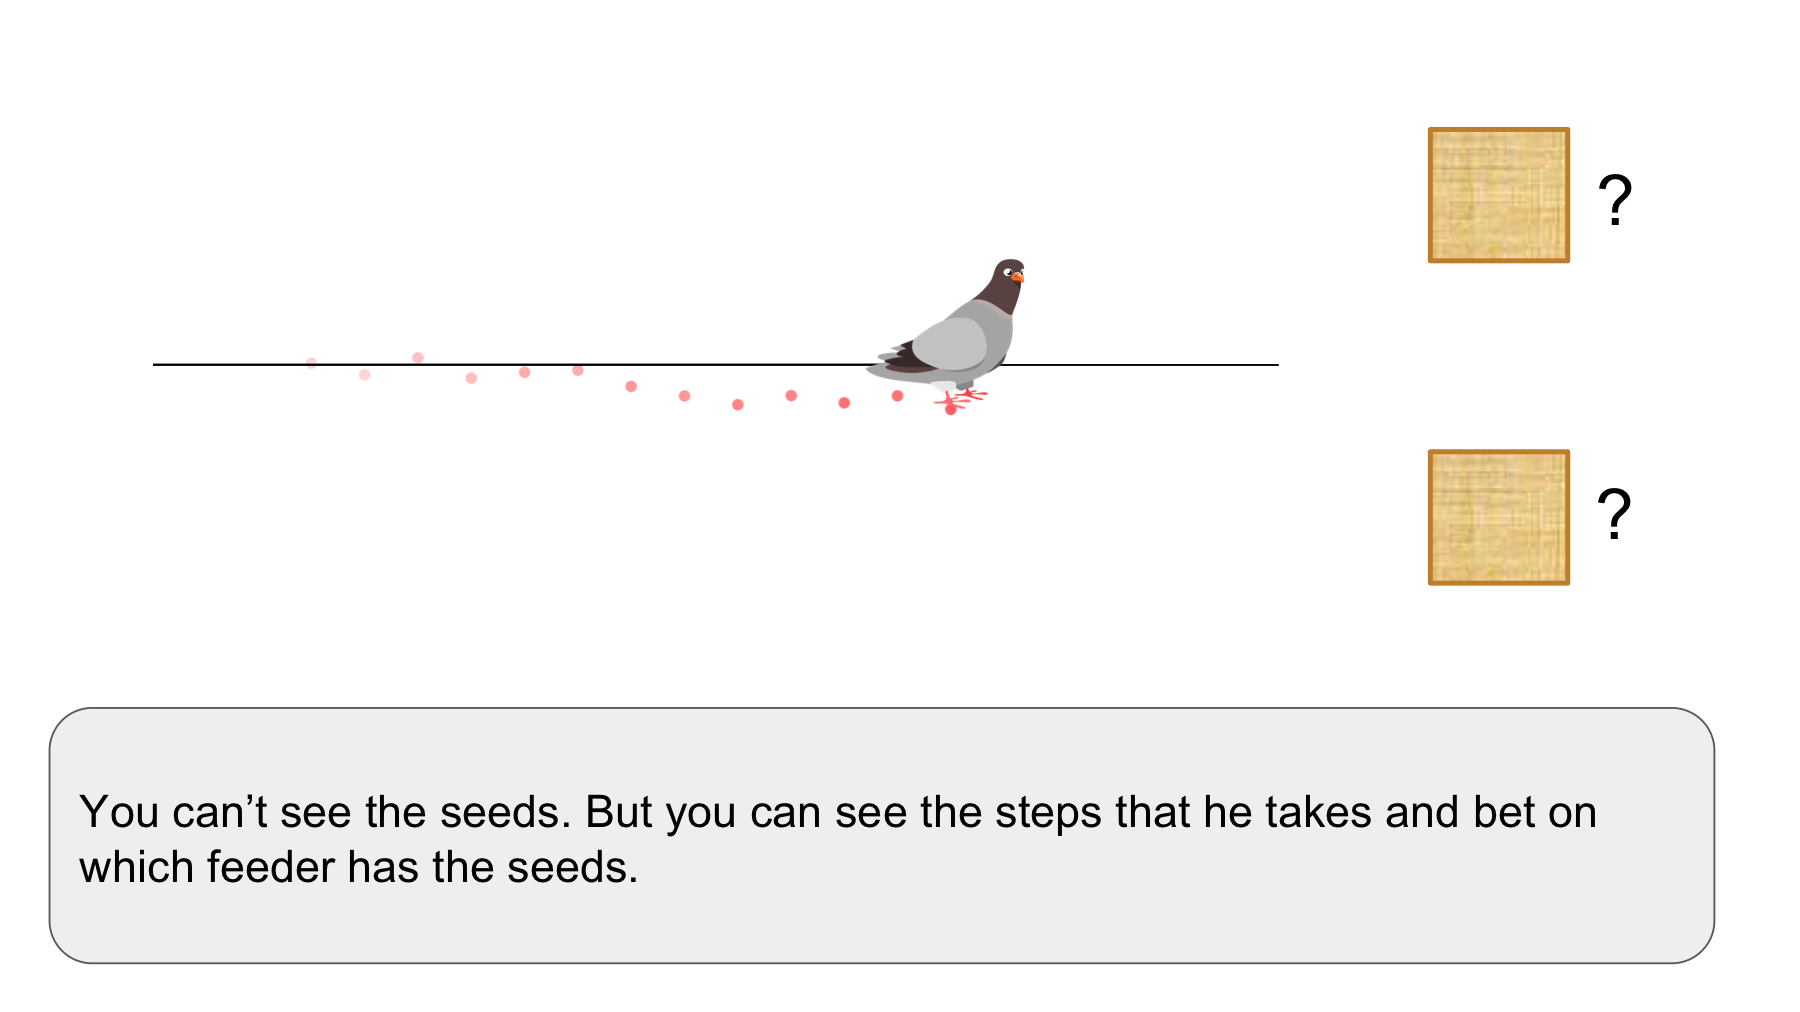 ?
?
You can’t see the seeds. But you can see the steps that he takes and bet on
which feeder has the seeds.